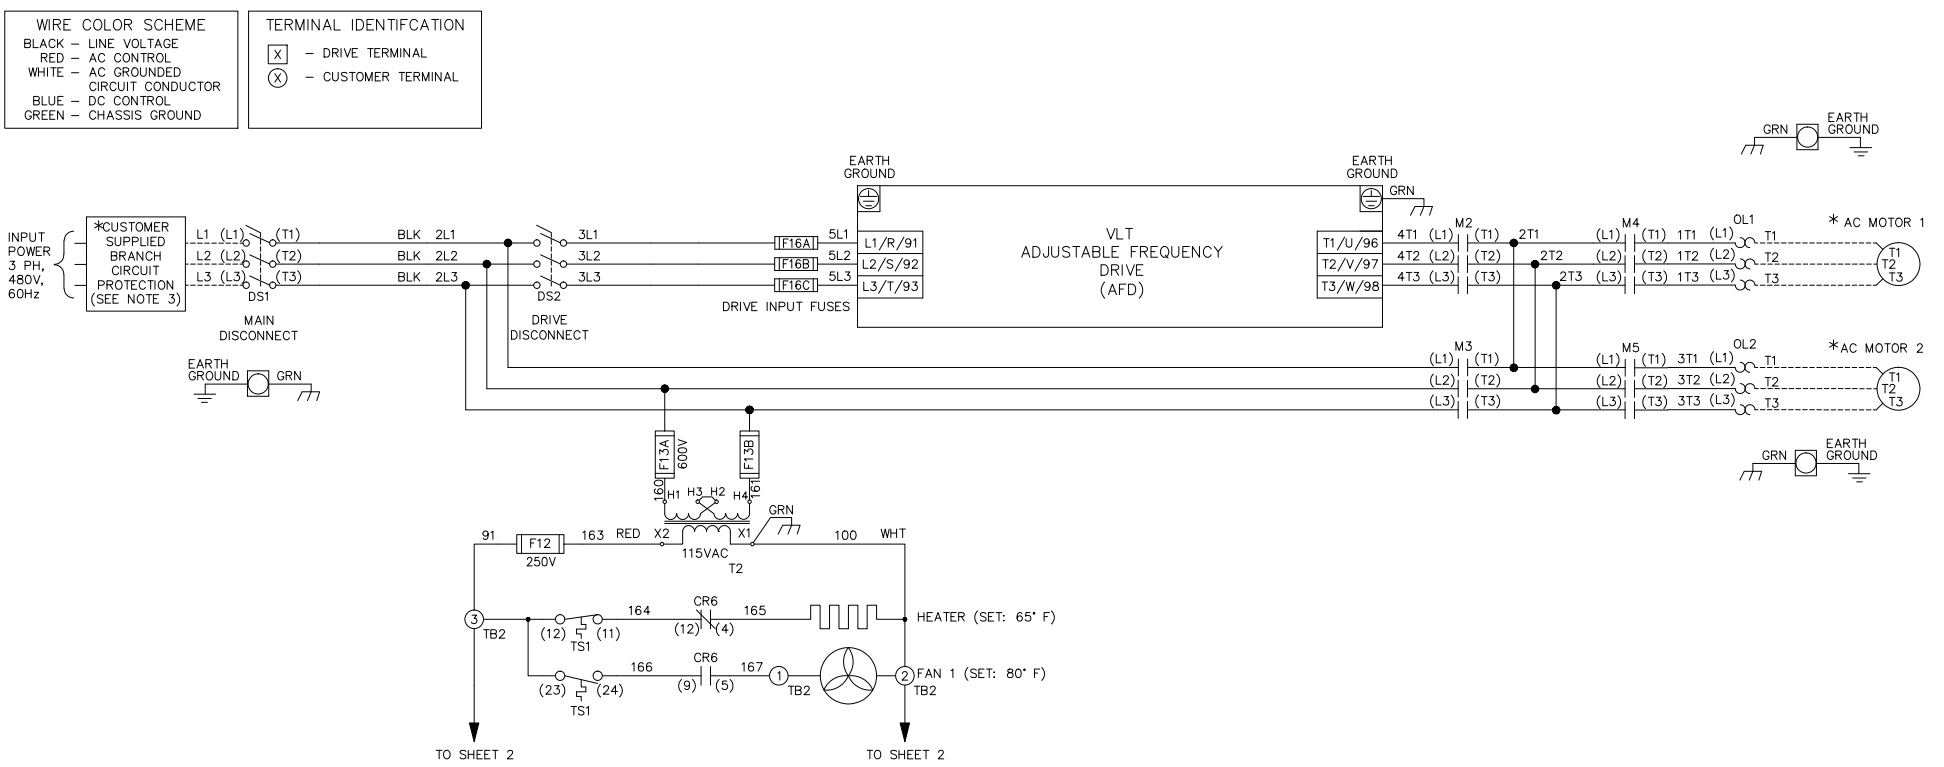 WIRE COLOR SCHEME
BLACK – LINE VOLTAGE
RED – AC CONTROL
WHITE – AC GROUNDED
CIRCUIT CONDUCTOR
BLUE – DC CONTROL
GREEN – CHASSIS GROUND
TERMINAL IDENTIFCATION
X – DRIVE TERMINAL
X – CUSTOMER TERMINAL
EARTH
GROUND
GRN
EARTH
GROUND
EARTH
GROUND
GRN
INPUT
POWER
3 PH,
480V,
60Hz
*CUSTOMER
SUPPLIED
BRANCH
CIRCUIT
PROTECTION
(SEE NOTE 3)
L1 (L1) (T1) BLK 2L1 3L1 F16A 5L1 L1/R/91
L2 (L2) (T2) BLK 2L2 3L2 F16B 5L2 L2/S/92
L3 (L3) (T3) BLK 2L3 3L3 F16C 5L3 L3/T/93
DS1
MAIN
DISCONNECT
DS2
DRIVE
DISCONNECT
DRIVE INPUT FUSES
VLT
ADJUSTABLE FREQUENCY
DRIVE
(AFD)
M2 M4 OL1 * AC MOTOR 1
T1/U/96 4T1 (L1) (T1) 2T1 (L1) (T1) 1T1 (L1) T1 T1
T2/V/97 4T2 (L2) (T2) 2T2 (L2) (T2) 1T2 (L2) T2 T2
T3/W/98 4T3 (L3) (T3) 2T3 (L3) (T3) 1T3 (L3) T3 T3
EARTH
GROUND GRN
M3 M5 OL2 *AC MOTOR 2
(L1) (T1) (L1) (T1) 3T1 (L1) T1 T1
(L2) (T2) (L2) (T2) 3T2 (L2) T2 T2
(L3) (T3) (L3) (T3) 3T3 (L3) T3 T3
EARTH
GRN GROUND
F13A 600V F13B
160 H1 H3 H2 H4 161
GRN
91 F12 163 RED X2 X1 100 WHT
250V 115VAC
T2
3 TB2
164 CR6 165
(12) (11) (12) (4)
TS1
HEATER (SET: 65° F)
166 CR6 167 1 2 FAN 1 (SET: 80° F)
(23) (24) (9) (5) TB2 TB2
TS1
TO SHEET 2 TO SHEET 2